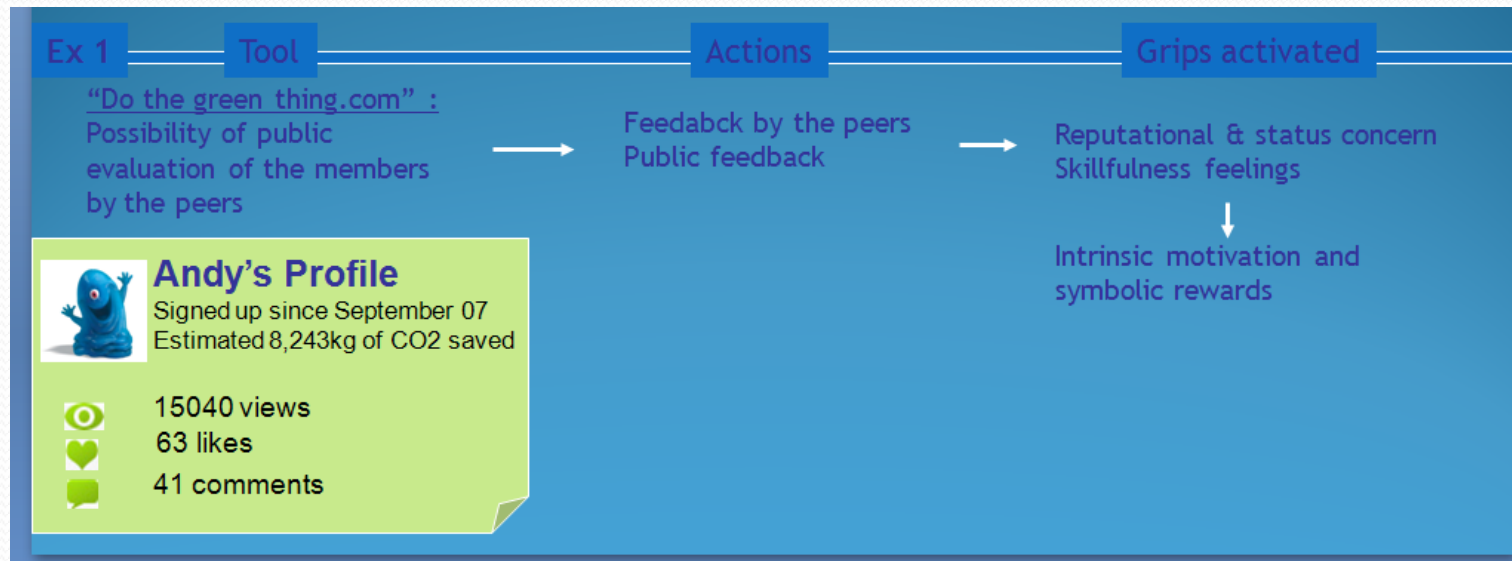 Ex 1
Tool
Actions
Grips activated
“Do the green thing.com” :
Possibility of public
evaluation of the members
by the peers
Feedabck by the peers
Public feedback
Reputational & status concern
Skillfulness feelings
Intrinsic motivation and
symbolic rewards
Andy’s Profile
Signed up since September 07
Estimated 8,243kg of CO2 saved
15040 views
63 likes
41 comments